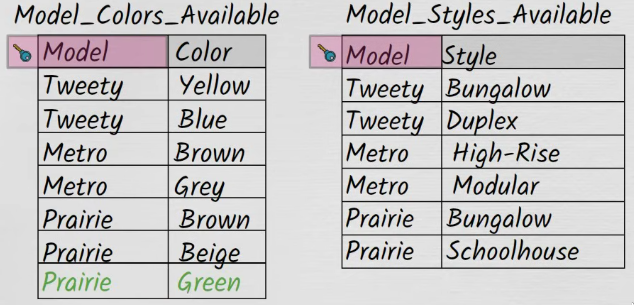 Model_Colors_Available
Model Color
Tweety Yellow
Tweety Blue
Metro Brown
Metro Grey
Prairie Brown
Prairie Beige
Prairie Green
Model_Styles_Available
Model Style
Tweety Bungalow
Tweety Duplex
Metro High-Rise
Metro Modular
Prairie Bungalow
Prairie Schoolhouse